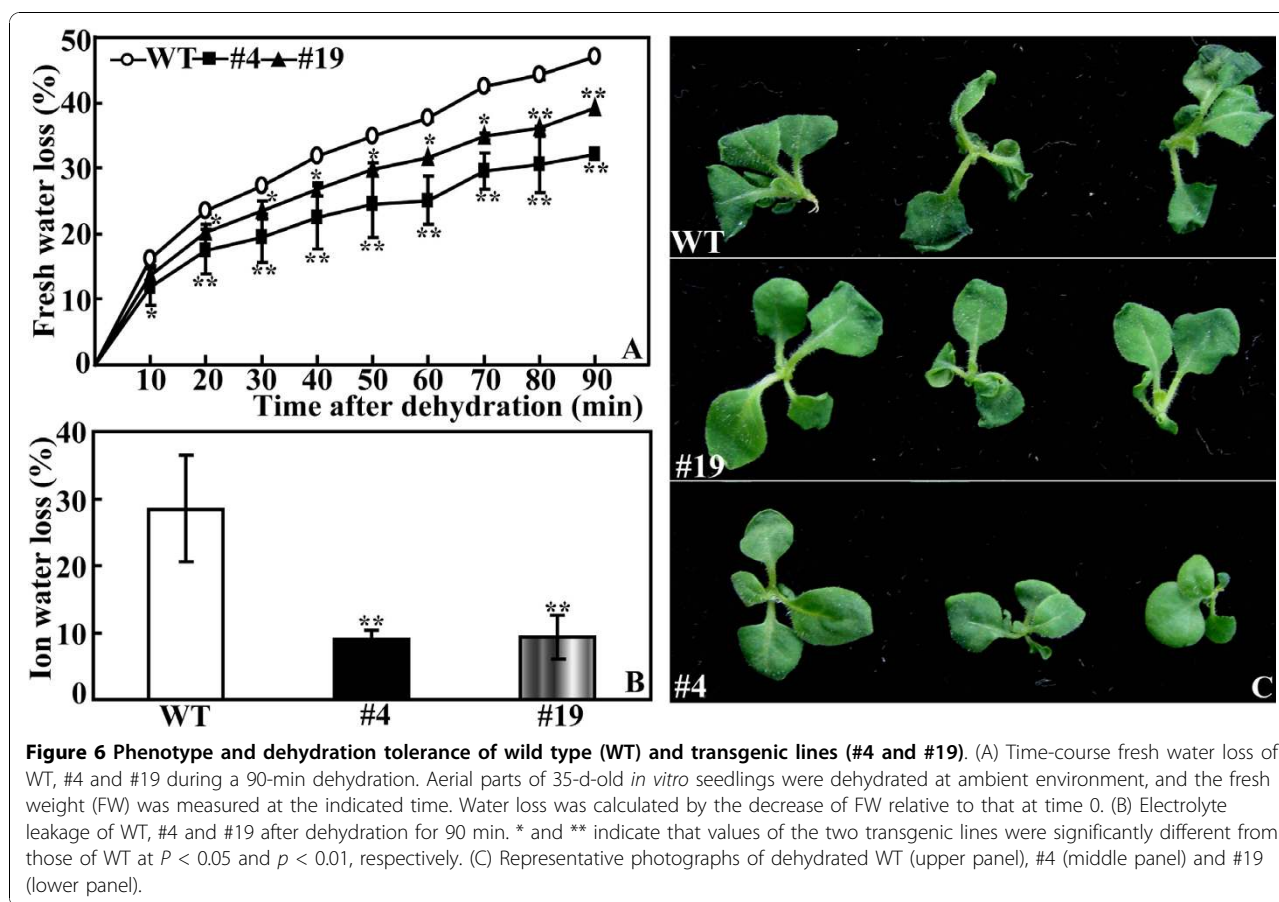 50
40
30
20
10
0
Fresh water loss (%)
WT #4 #19
* ** ** ** ** ** ** ** **
* * * * * * ** **
A
10 20 30 40 50 60 70 80 90
Time after dehydration (min)
40
30
20
10
0
Ion water loss (%)
** **
B
WT #4 #19
WT
#19
#4
C
Figure 6 Phenotype and dehydration tolerance of wild type (WT) and transgenic lines (#4 and #19). (A) Time-course fresh water loss of
WT, #4 and #19 during a 90-min dehydration. Aerial parts of 35-d-old in vitro seedlings were dehydrated at ambient environment, and the fresh
weight (FW) was measured at the indicated time. Water loss was calculated by the decrease of FW relative to that at time 0. (B) Electrolyte
leakage of WT, #4 and #19 after dehydration for 90 min. * and ** indicate that values of the two transgenic lines were significantly different from
those of WT at P < 0.05 and p < 0.01, respectively. (C) Representative photographs of dehydrated WT (upper panel), #4 (middle panel) and #19
(lower panel).